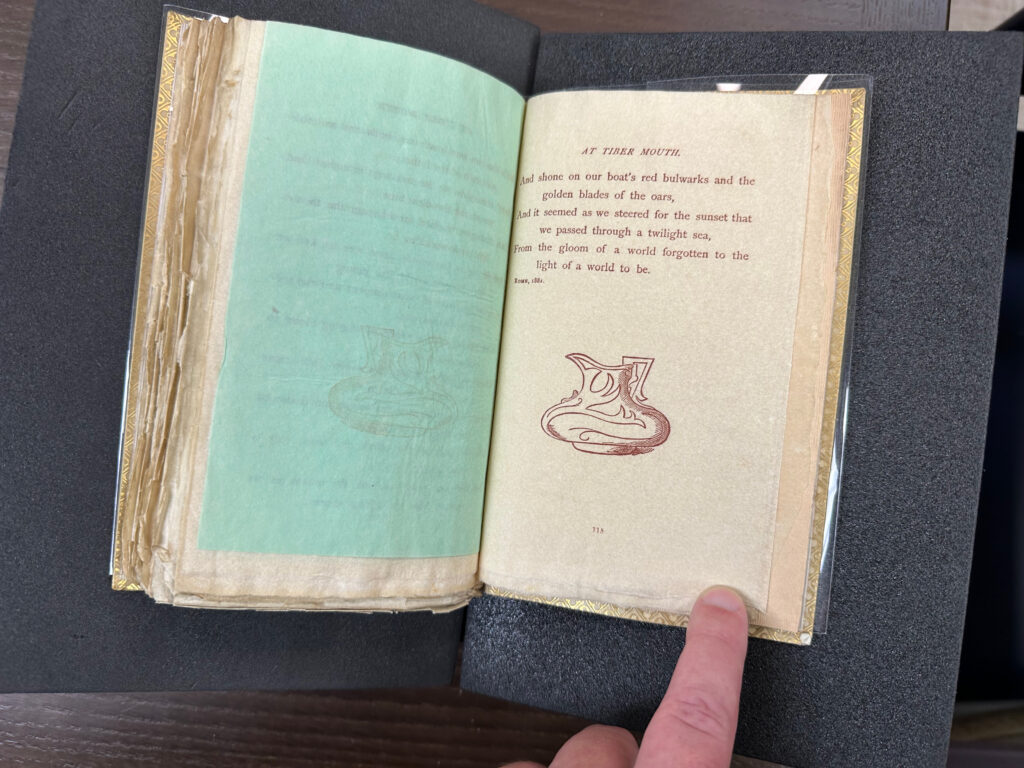 AT TIBER MOUTH.
And shone on our boat's red bulwarks and the
golden blades of the oars,
And it seemed as we steered for the sunset that
we passed through a twilight sea,
From the gloom of a world forgotten to the
light of a world to be.
ROME, 1881.